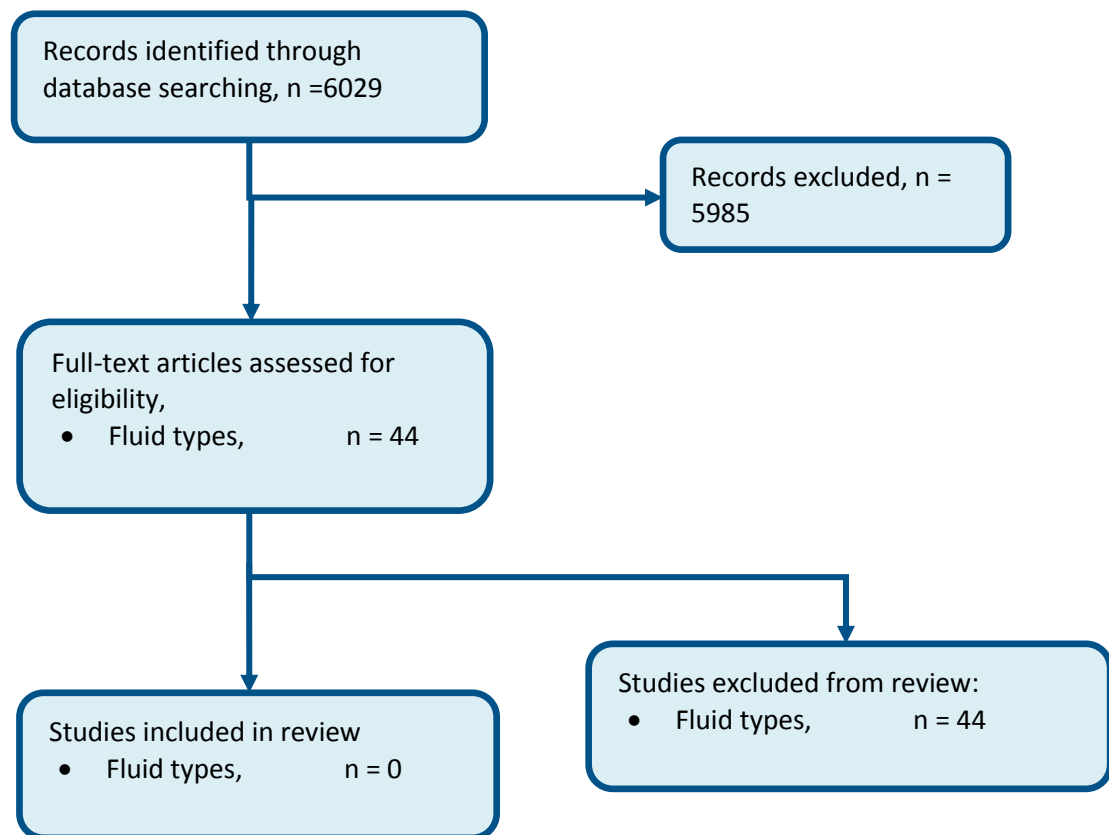 Records identified through
database searching, n =6029
Records excluded, n =
5985
Full-text articles assessed for
eligibility,
• Fluid types, n = 44
Studies excluded from review:
• Fluid types, n = 44
Studies included in review
• Fluid types, n = 0